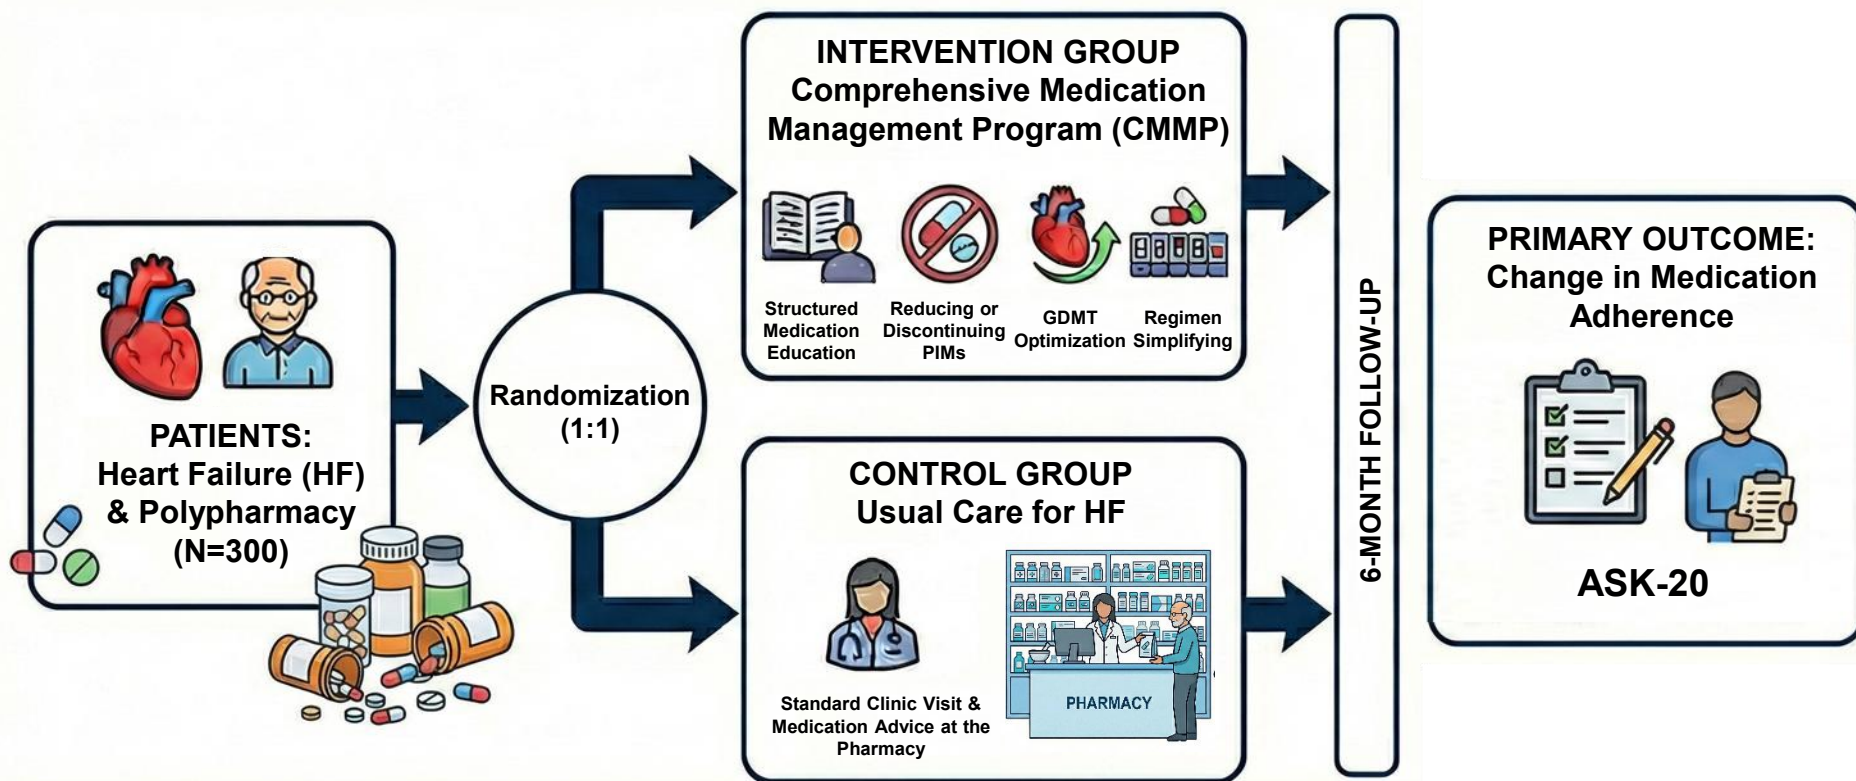 PATIENTS:
Heart Failure (HF)
& Polypharmacy
(N=300)
Randomization
(1:1)
INTERVENTION GROUP
Comprehensive Medication
Management Program (CMMP)
Structured
Medication
Education
Reducing or
Discontinuing
PIMs
GDMT
Optimization
Regimen
Simplifying
CONTROL GROUP
Usual Care for HF
Standard Clinic Visit &
Medication Advice at the
Pharmacy
PHARMACY
6-MONTH FOLLOW-UP
PRIMARY OUTCOME:
Change in Medication
Adherence
ASK-20